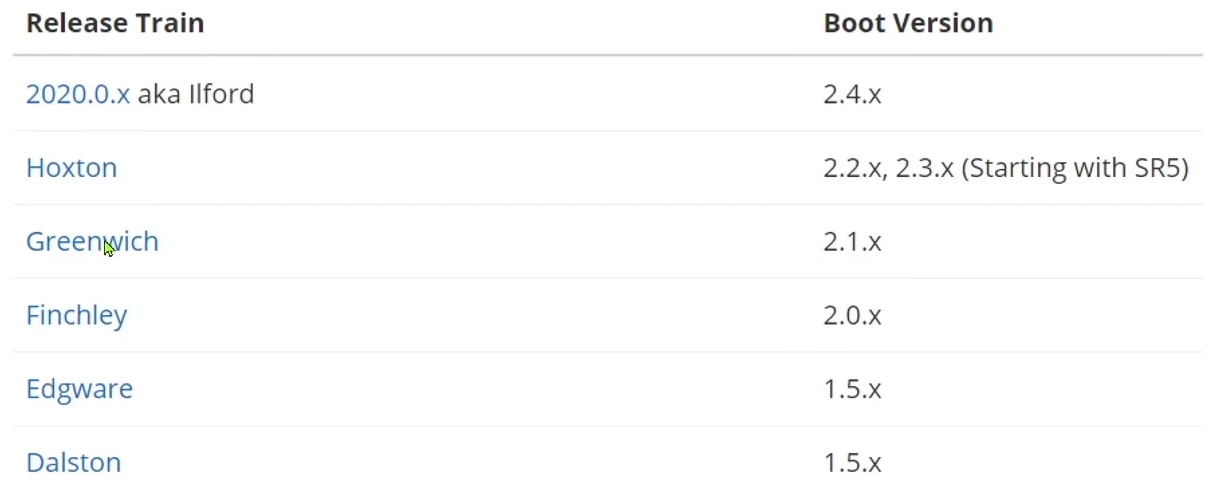 Release Train Boot Version
2020.0.x aka Ilford 2.4.x
Hoxton 2.2.x, 2.3.x (Starting with SR5)
Greenwich 2.1.x
Finchley 2.0.x
Edgware 1.5.x
Dalston 1.5.x